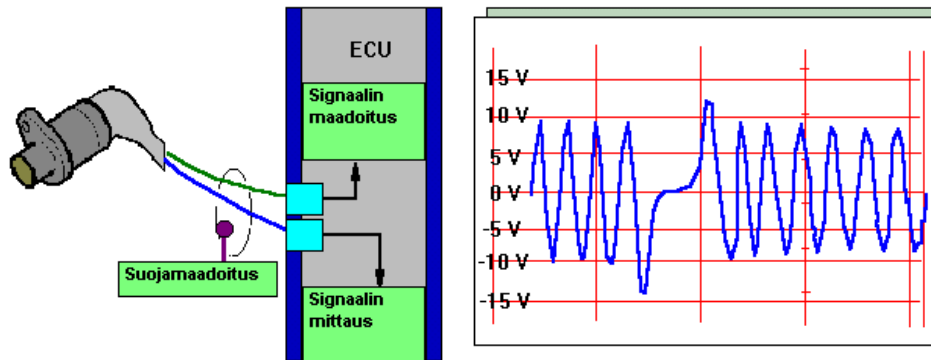 ECU
Signaalin
maadoitus
Suojamaadoitus
Signaalin
mittaus
15 V
10 V
5 V
0 V
-5 V
-10 V
-15 V